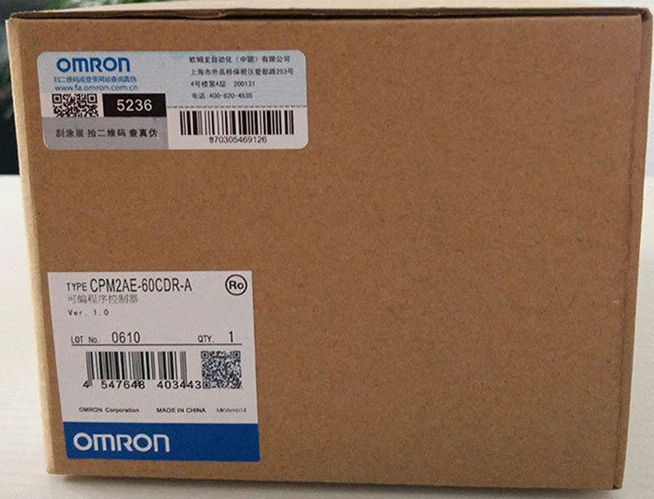 OMRON
扫二维码或登录网站查询真伪
www.fa.omron.com.cn
5236
刮涂层 拍二维码 查真伪
欧姆龙自动化（中国）有限公司
上海市外高桥保税区爱都路253号
4号楼第4层 200131
电话:400-820-4535
970305469126
TYPE CPM2AE-60CDR-A
Ro
可编程序控制器
Ver. 1.0
LOT No. 0610 QTY. 1
4 547648 403443
OMRON Corporation MADE IN CHINA
OMRON